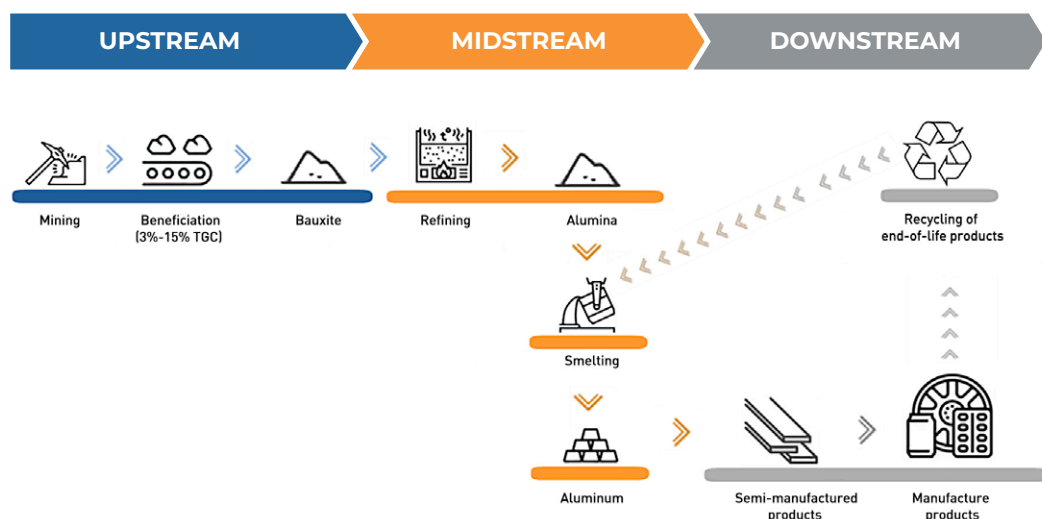 UPSTREAM
MIDSTREAM
DOWNSTREAM
t°
Mining
Beneficiation
(3%-15% TGC)
Bauxite
Refining
Alumina
Recycling of
end-of-life products
Smelting
Aluminum
Semi-manufactured
products
Manufacture
products